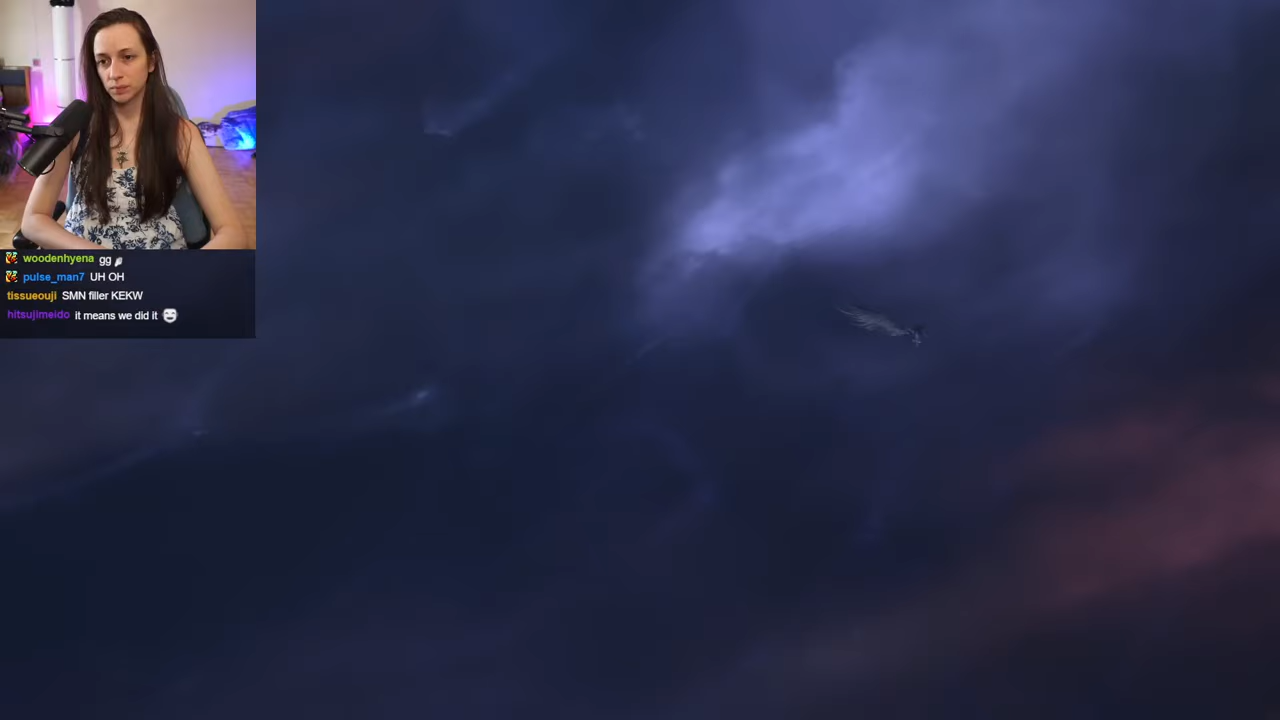 woodenhyena gg
pulse_man7 UH OH
tissueouji SMN filler KEKW
hitsujimeido it means we did it